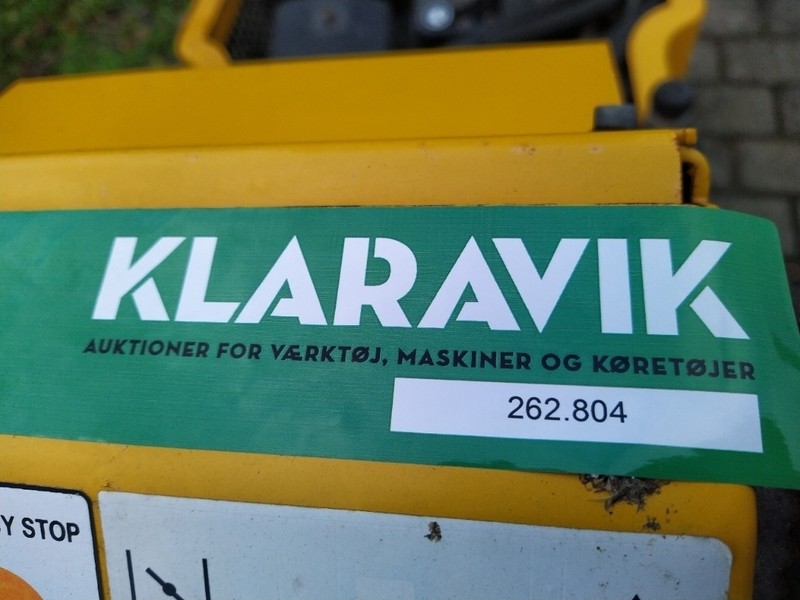 KLARAVIK
AUKTIONER FOR VÆRKTØJ, MASKINER OG KØRETØJER
262.804
STOP